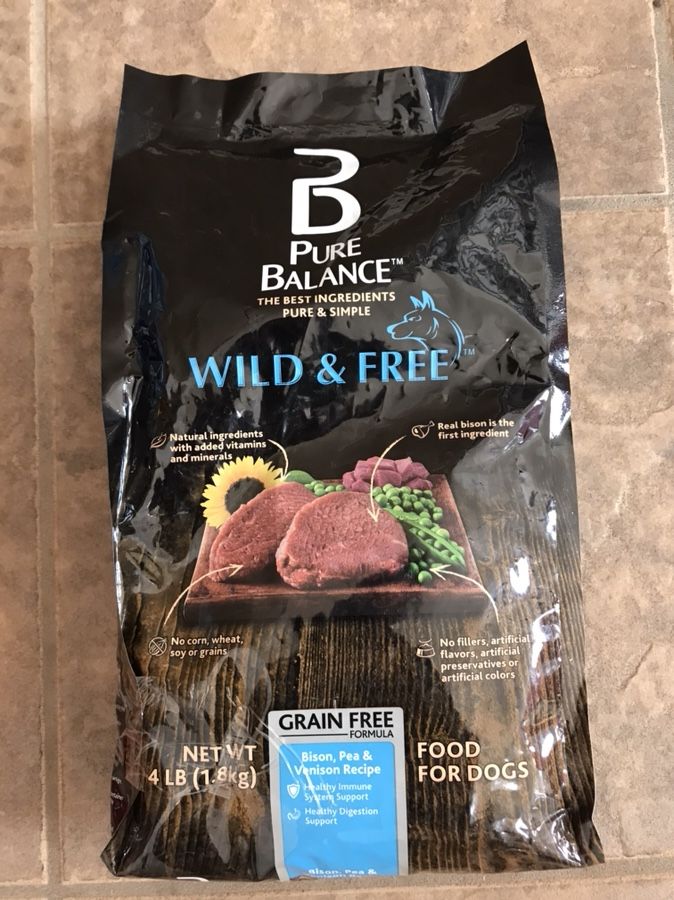 B
PURE
BALANCE™
THE BEST INGREDIENTS
PURE & SIMPLE
WILD & FREE™
Natural ingredients
with added vitamins
and minerals
Real bison is the
first ingredient
No corn, wheat,
soy or grains
No fillers, artificial
flavors, artificial
preservatives or
artificial colors
GRAIN FREE
FORMULA
Bison, Pea &
Venison Recipe
Healthy Immune
System Support
Healthy Digestion
Support
NET WT
4 LB (1.8kg)
FOOD
FOR DOGS
Bison, Pea &